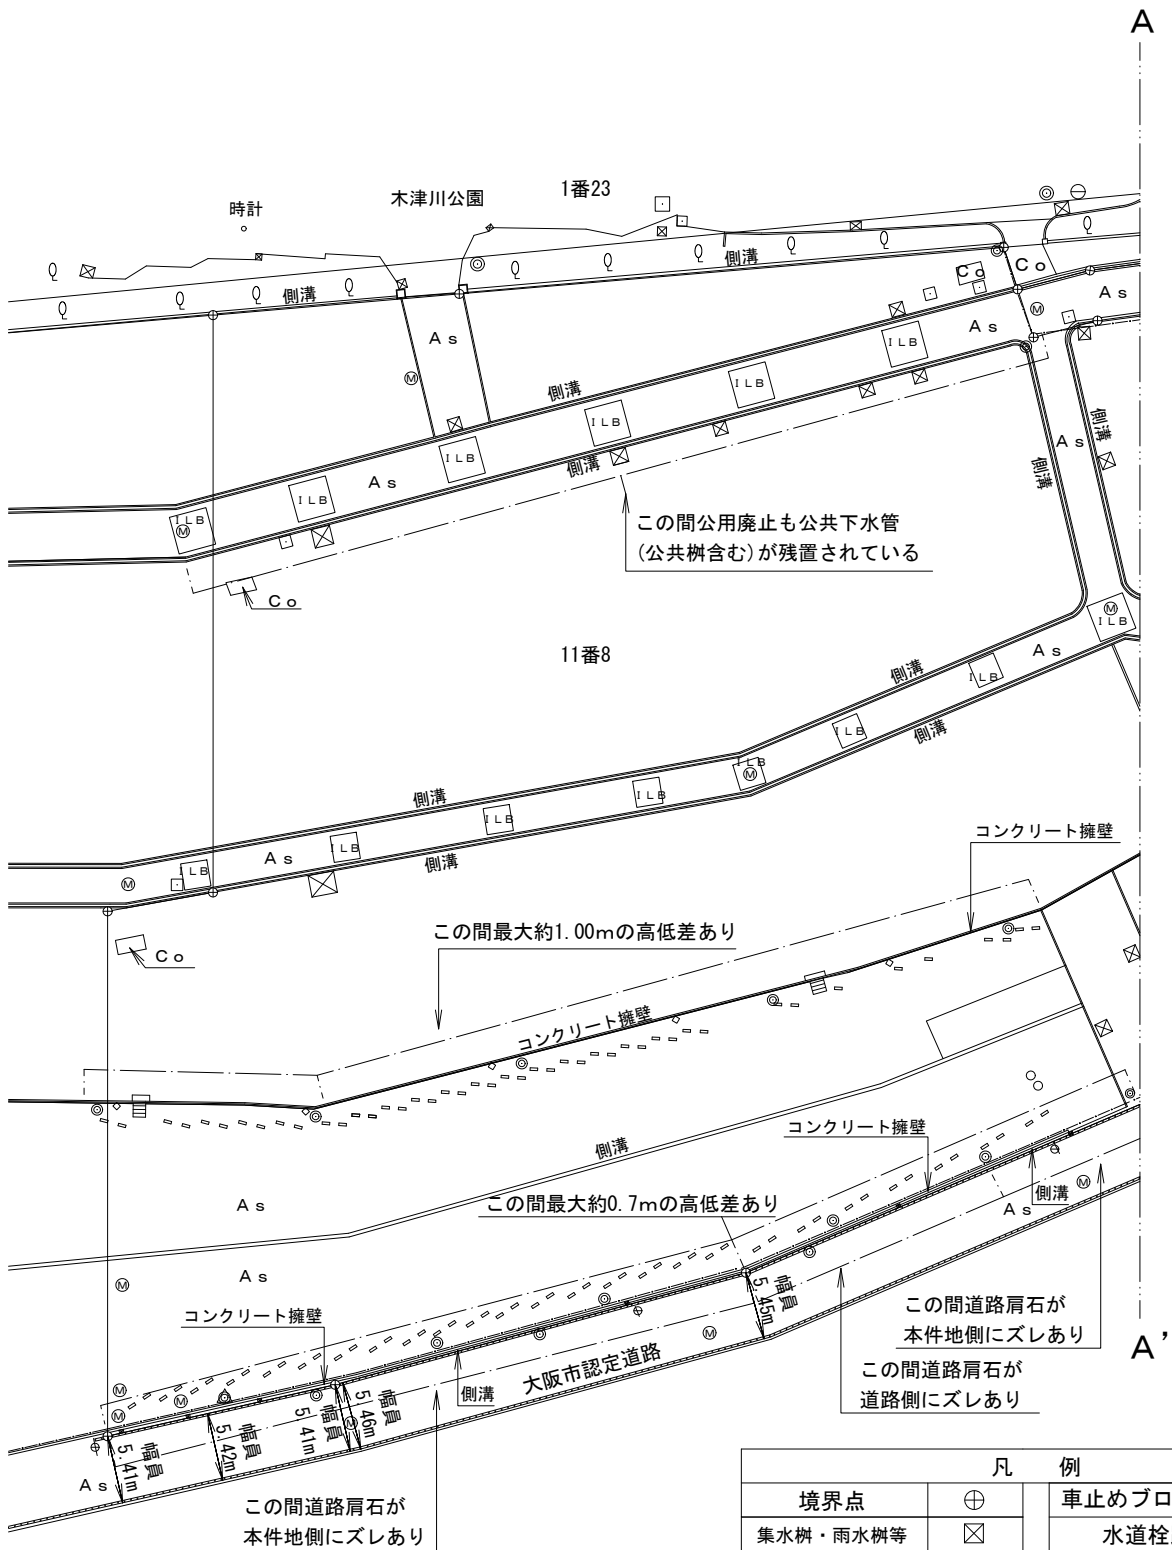 A
1番23
木津川公園
時計
側溝
側溝
Co
Co
As
As
As
ILB
側溝
ILB
ILB
As
側溝
側溝
ILB
側溝
As
ILB
ILB
この間公用廃止も公共下水管
(公共桝含む)が残置されている
Co
ILB
11番8
As
側溝
ILB
側溝
ILB
ILB
側溝
ILB
ILB
As
側溝
ILB
ILB
コンクリート擁壁
この間最大約1.00mの高低差あり
Co
コンクリート擁壁
コンクリート擁壁
側溝
この間最大約0.7mの高低差あり
側溝
As
As
As
幅員
5.45m
コンクリート擁壁
この間道路肩石が
本件地側にズレあり
A'
大阪市認定道路
この間道路肩石が
道路側にズレあり
側溝
幅員
5.46m
幅員
5.41m
幅員
5.42m
幅員
5.41m
As
この間道路肩石が
本件地側にズレあり
凡 例
境界点 車止めブロ
集水桝・雨水桝等 水道栓